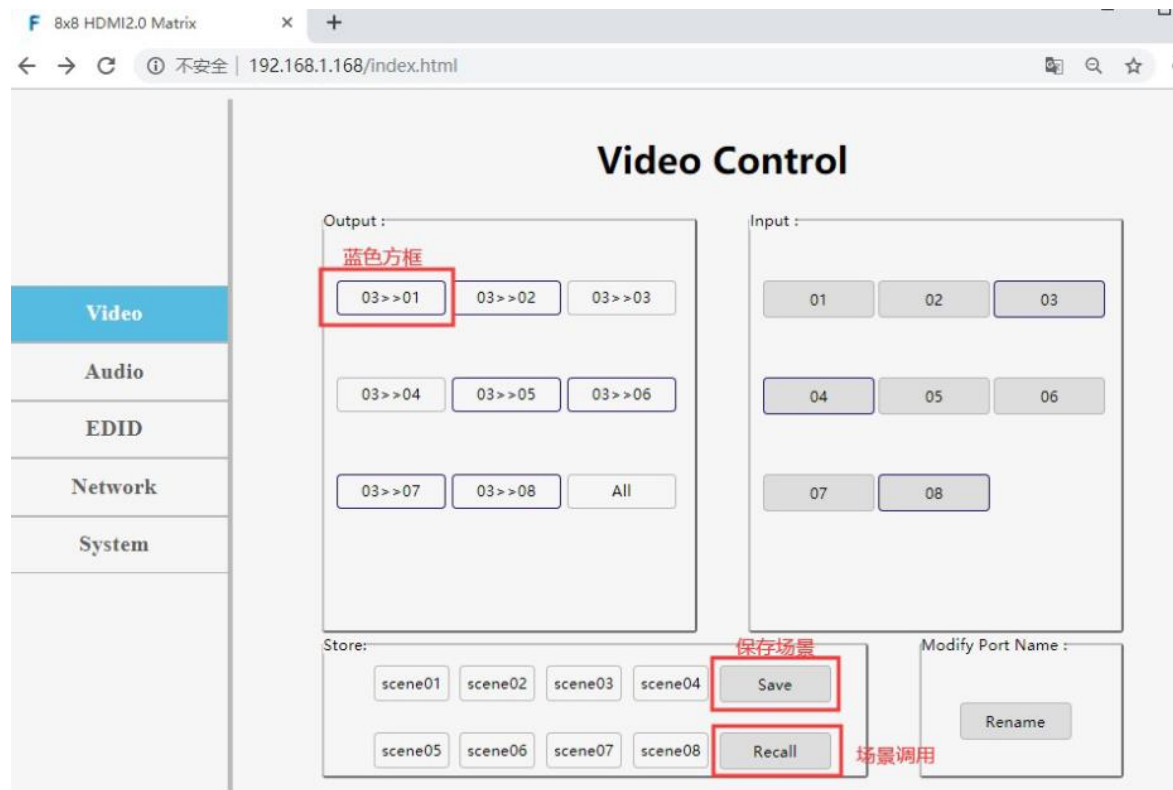 8x8 HDMI2.0 Matrix
不安全 | 192.168.1.168/index.html
Video Control
Output :
Input :
蓝色方框
03>>01 03>>02 03>>03
01 02 03
Video
Audio
03>>04 03>>05 03>>06
04 05 06
EDID
Network
03>>07 03>>08 All
07 08
System
Store:
保存场景
Modify Port Name :
scene01 scene02 scene03 scene04 Save
Rename
scene05 scene06 scene07 scene08 Recall
场景调用